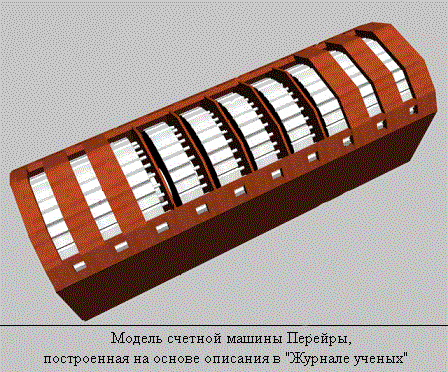 Модель счетной машины Перейры,
построенная на основе описания в "Журнале ученых"